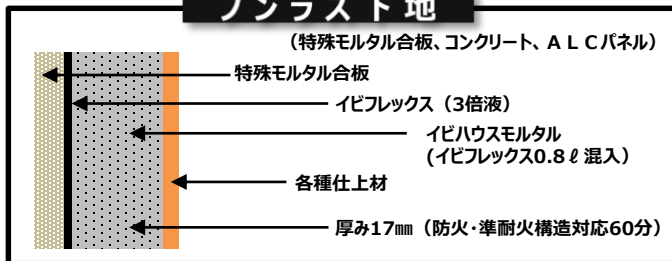 ノンラス下地
（特殊モルタル合板、コンクリート、ＡＬＣパネル）
特殊モルタル合板
イビフレックス（3倍液）
イビハウスモルタル
(イビフレックス0.8ℓ 混入）
各種仕上材
厚み17㎜（防火・準耐火構造対応60分）